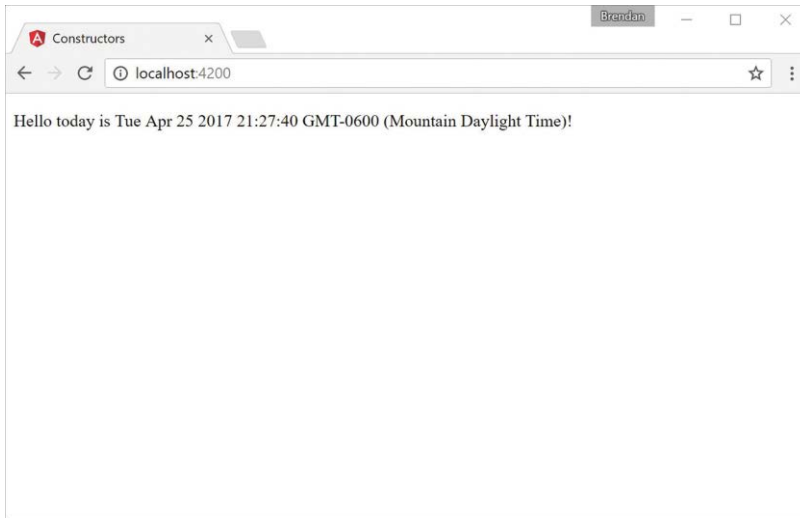 Brendan
Constructors
localhost:4200
Hello today is Tue Apr 25 2017 21:27:40 GMT-0600 (Mountain Daylight Time)!